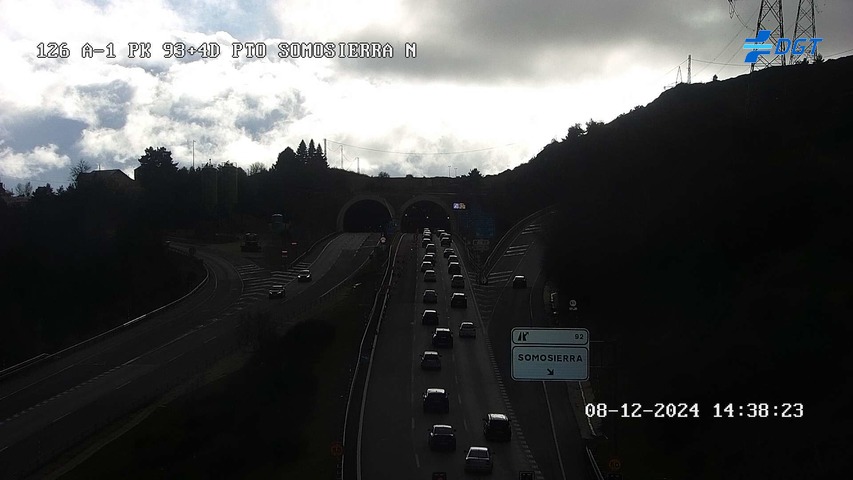 126 A-1 PK 93+4D PTO SOMOSIERRA N
DGT
92
SOMOSIERRA
08-12-2024 14:38:23